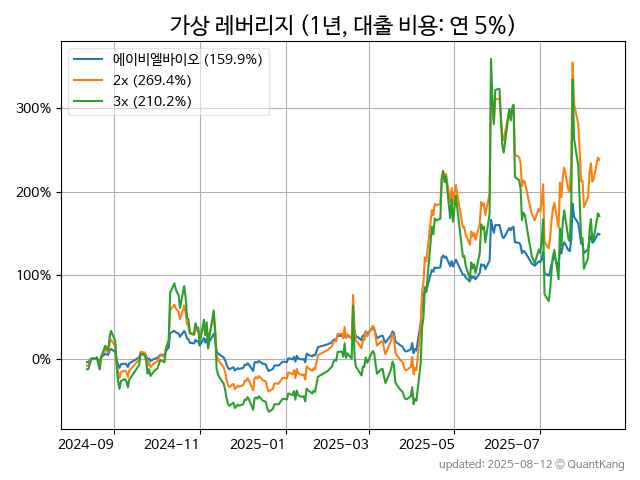 가상 레버리지 (1년, 대출 비용: 연 5%)
에이비엘바이오 (159.9%)
2x (269.4%)
3x (210.2%)
300%
200%
100%
0%
2024-09 2024-11 2025-01 2025-03 2025-05 2025-07
updated: 2025-08-12 © QuantKang